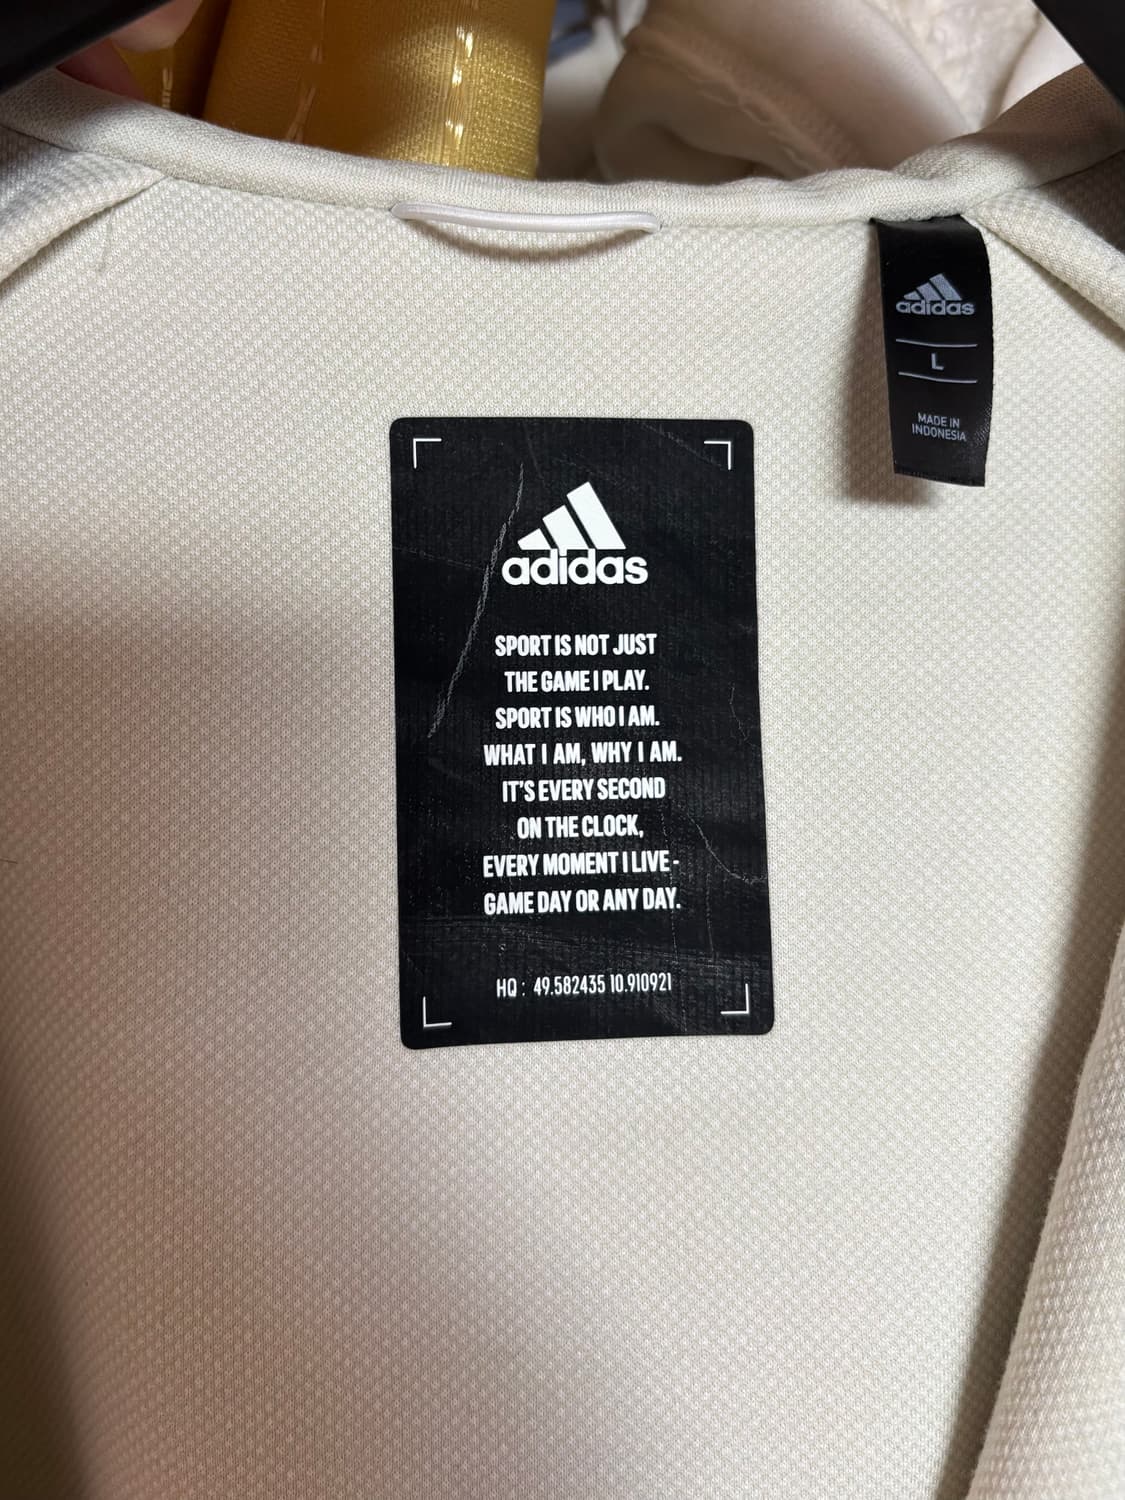 adidas
L
MADE IN
INDONESIA
adidas
SPORT IS NOT JUST
THE GAME I PLAY.
SPORT IS WHO I AM.
WHAT I AM, WHY I AM.
IT'S EVERY SECOND
ON THE CLOCK,
EVERY MOMENT I LIVE -
GAME DAY OR ANY DAY.
HQ : 49.582435 10.910921